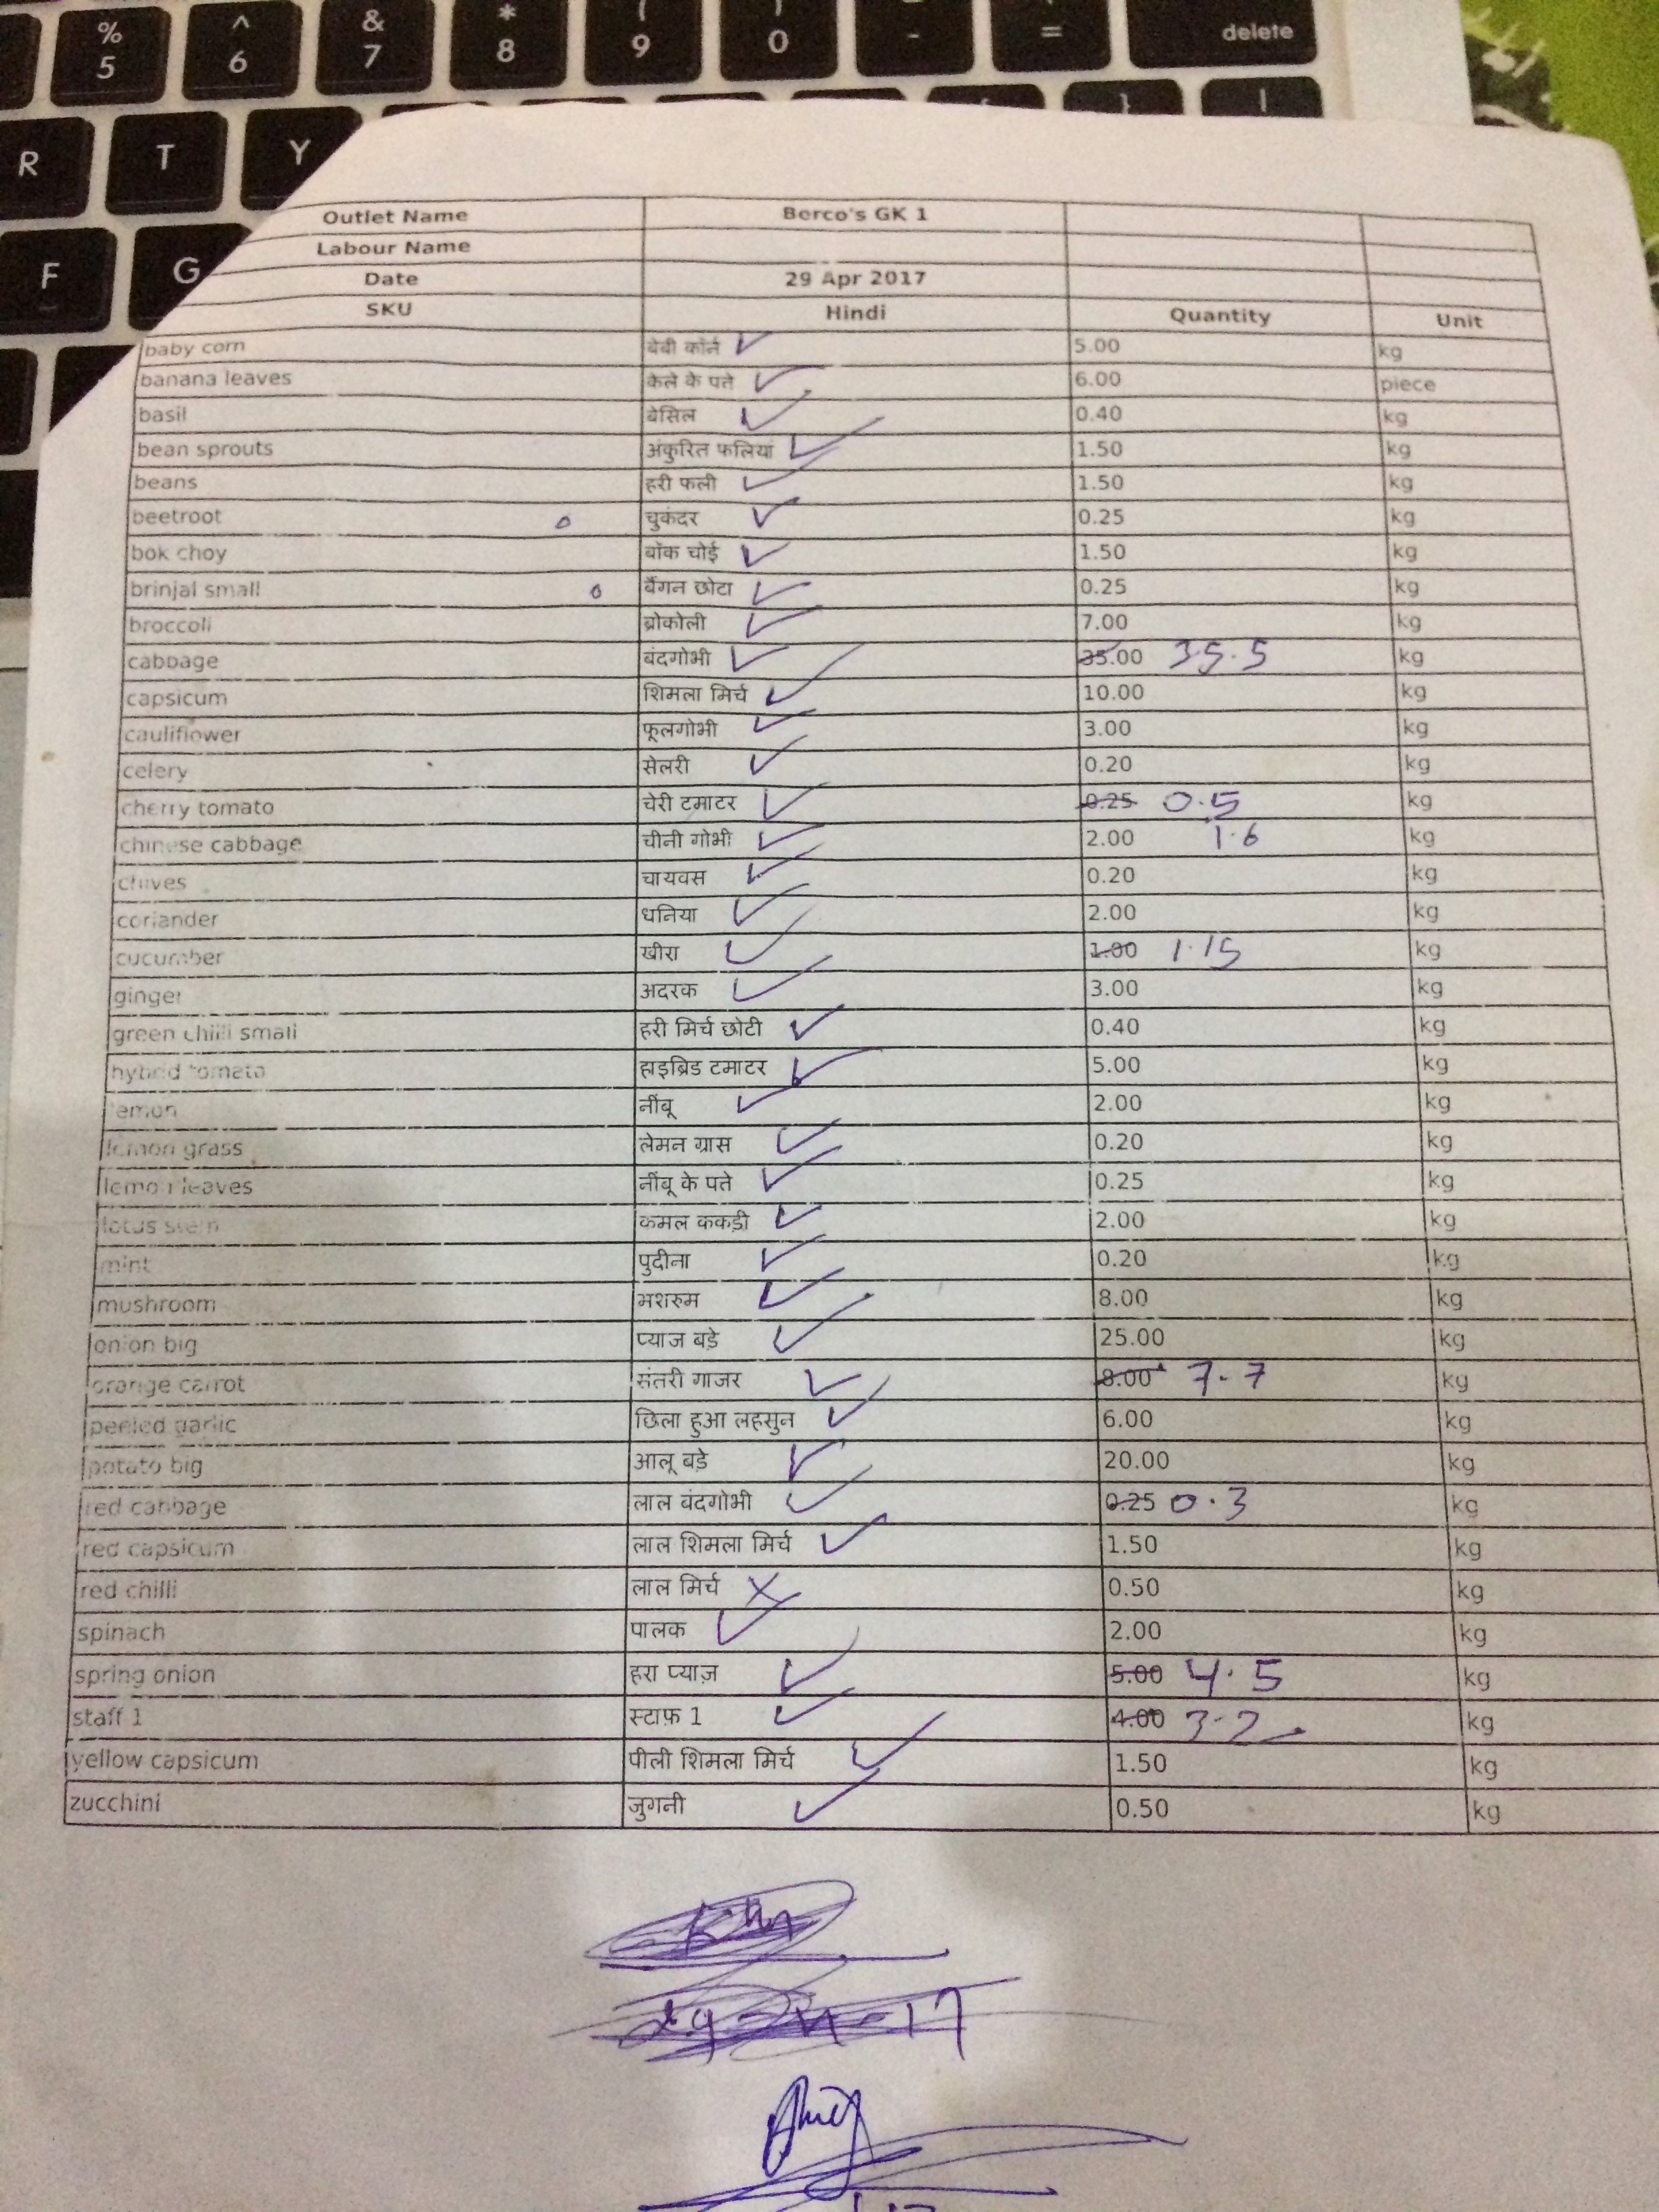 % 5 ^ 6 & 7 * 8 ( 9 ) 0 - = delete
R T Y } |
F G
Outlet Name Berco's GK 1
Labour Name
Date 29 Apr 2017
SKU Hindi Quantity Unit
baby corn बेबी कॉर्न ✓ 5.00 kg
banana leaves केले के पते ✓ 6.00 piece
basil बेसिल ✓ 0.40 kg
bean sprouts अंकुरित फलियां ✓ 1.50 kg
beans हरी फली ✓ 1.50 kg
beetroot o चुकंदर ✓ 0.25 kg
bok choy बॉक चोई ✓ 1.50 kg
brinjal small o बैंगन छोटा ✓ 0.25 kg
broccoli ब्रोकोली ✓ 7.00 kg
cabbage बंदगोभी ✓ 35.00 35.5 kg
capsicum शिमला मिर्च ✓ 10.00 kg
cauliflower फूलगोभी ✓ 3.00 kg
celery सेलरी ✓ 0.20 kg
cherry tomato चेरी टमाटर ✓ 0.25 0.5 kg
chinese cabbage चीनी गोभी ✓ 2.00 1.6 kg
chives चायवस ✓ 0.20 kg
coriander धनिया ✓ 2.00 kg
cucumber खीरा ✓ 1.00 1.15 kg
ginger अदरक ✓ 3.00 kg
green chilli small हरी मिर्च छोटी ✓ 0.40 kg
hybrid tomato हाइब्रिड टमाटर ✓ 5.00 kg
lemon नींबू ✓ 2.00 kg
lemon grass लेमन ग्रास ✓ 0.20 kg
lemon leaves नींबू के पते ✓ 0.25 kg
lotus stem कमल ककड़ी ✓ 2.00 kg
mint पुदीना ✓ 0.20 kg
mushroom मशरुम ✓ 8.00 kg
onion big प्याज बड़े ✓ 25.00 kg
orange carrot संतरी गाजर ✓ 8.00 7.7 kg
peeled garlic छिला हुआ लहसुन ✓ 6.00 kg
potato big आलू बड़े ✓ 20.00 kg
red cabbage लाल बंदगोभी ✓ 0.25 0.3 kg
red capsicum लाल शिमला मिर्च ✓ 1.50 kg
red chilli लाल मिर्च X 0.50 kg
spinach पालक ✓ 2.00 kg
spring onion हरा प्याज़ ✓ 5.00 4.5 kg
staff 1 स्टाफ़ 1 ✓ 4.00 3.2 kg
yellow capsicum पीली शिमला मिर्च ✓ 1.50 kg
zucchini जुगनी ✓ 0.50 kg